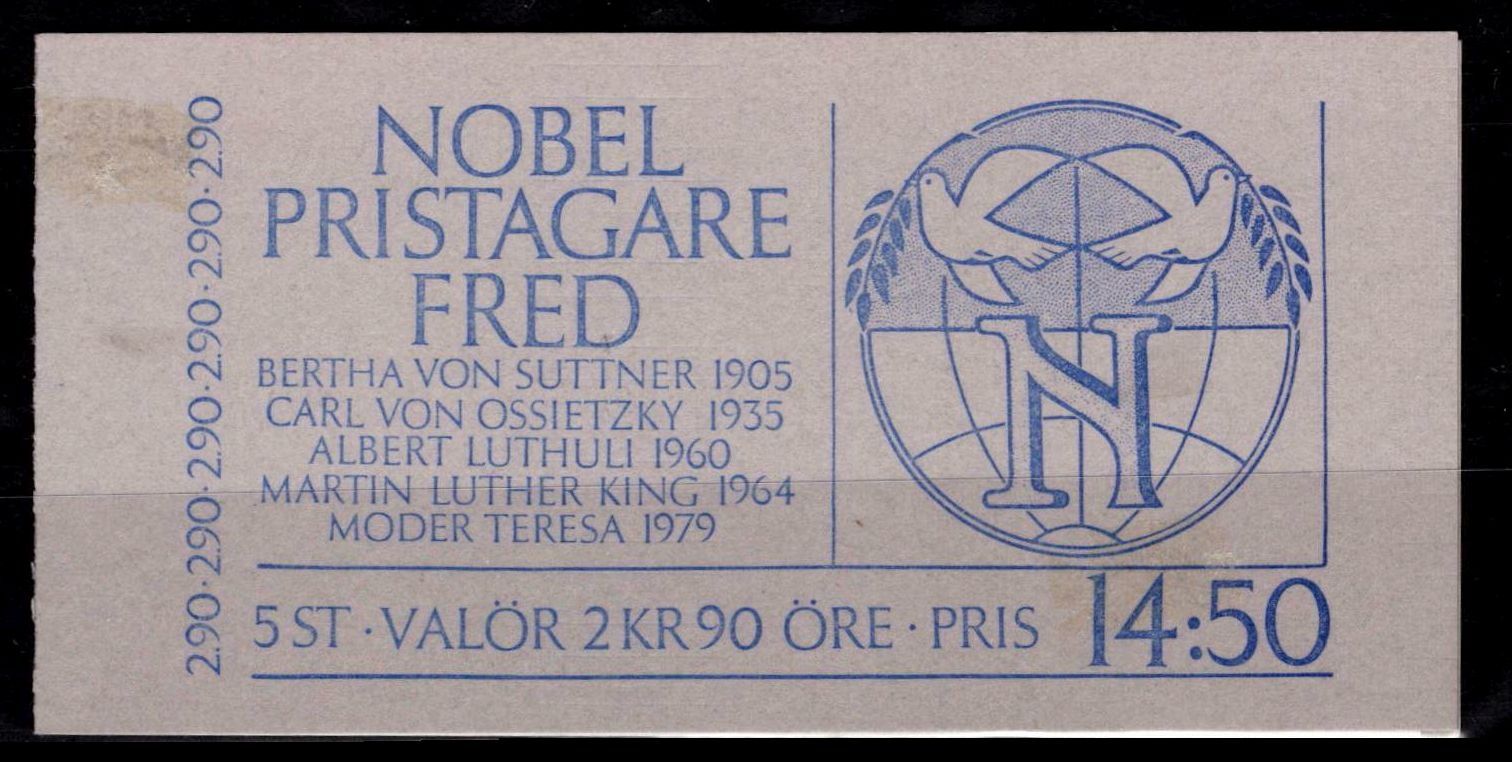 2.90·2.90·2.90·2.90·2.90·2.90
NOBEL
PRISTAGARE
FRED
BERTHA VON SUTTNER 1905
CARL VON OSSIETZKY 1935
ALBERT LUTHULI 1960
MARTIN LUTHER KING 1964
MODER TERESA 1979
N
5 ST · VALÖR 2 KR 90 ÖRE · PRIS 14:50